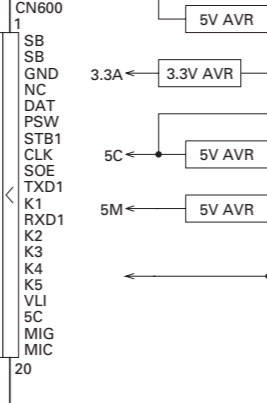 CN600
1
5V AVR
SB
SB
GND
3.3A
3.3V AVR
NC
DAT
PSW
STB1
CLK
5C
5V AVR
SOE
TXD1
K1
5M
5V AVR
RXD1
K2
K3
K4
K5
VLI
5C
MIG
MIC
20